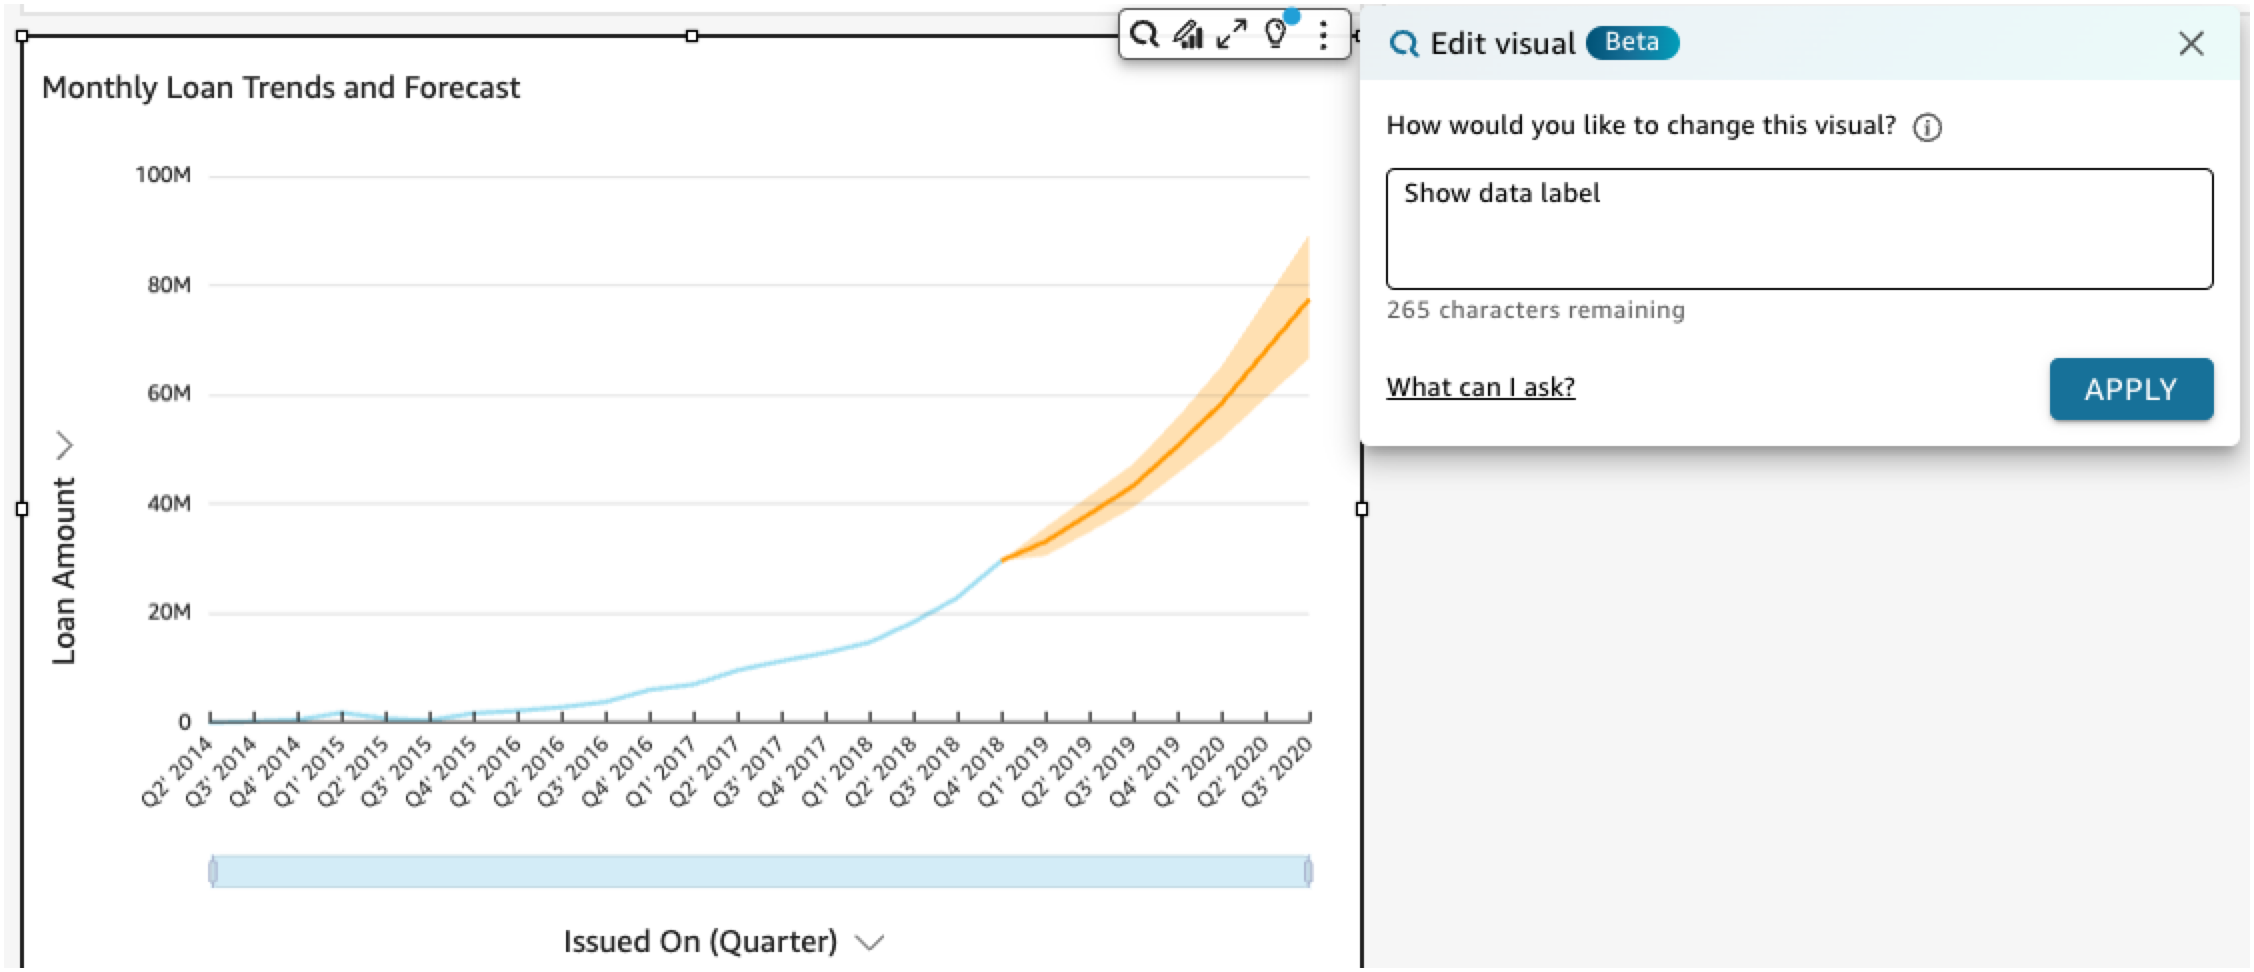 Monthly Loan Trends and Forecast
100M
80M
60M
40M
20M
0
Loan Amount
Q2' 2014
Q3' 2014
Q4' 2014
Q1' 2015
Q2' 2015
Q3' 2015
Q4' 2015
Q1' 2016
Q2' 2016
Q3' 2016
Q4' 2016
Q1' 2017
Q2' 2017
Q3' 2017
Q4' 2017
Q1' 2018
Q2' 2018
Q3' 2018
Q4' 2018
Q1' 2019
Q2' 2019
Q3' 2019
Q4' 2019
Q1' 2020
Q2' 2020
Q3' 2020
Issued On (Quarter)
Edit visual Beta
How would you like to change this visual?
Show data label
265 characters remaining
What can I ask?
APPLY